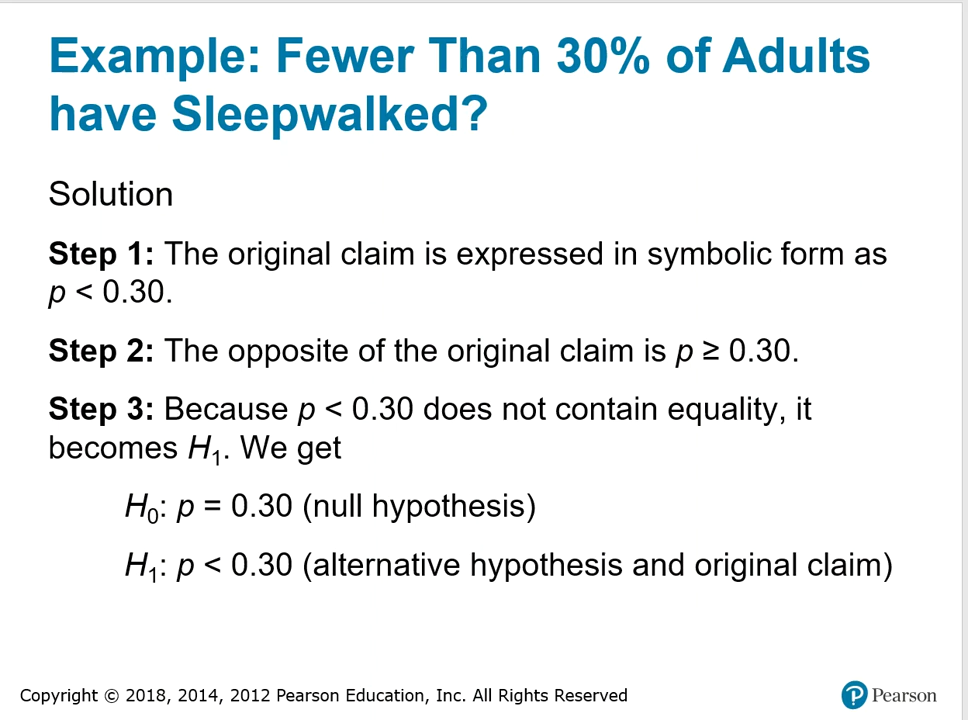 Example: Fewer Than 30% of Adults
have Sleepwalked?
Solution
Step 1: The original claim is expressed in symbolic form as
p < 0.30.
Step 2: The opposite of the original claim is p ≥ 0.30.
Step 3: Because p < 0.30 does not contain equality, it
becomes H₁. We get
H₀: p = 0.30 (null hypothesis)
H₁: p < 0.30 (alternative hypothesis and original claim)
Copyright © 2018, 2014, 2012 Pearson Education, Inc. All Rights Reserved
P Pearson